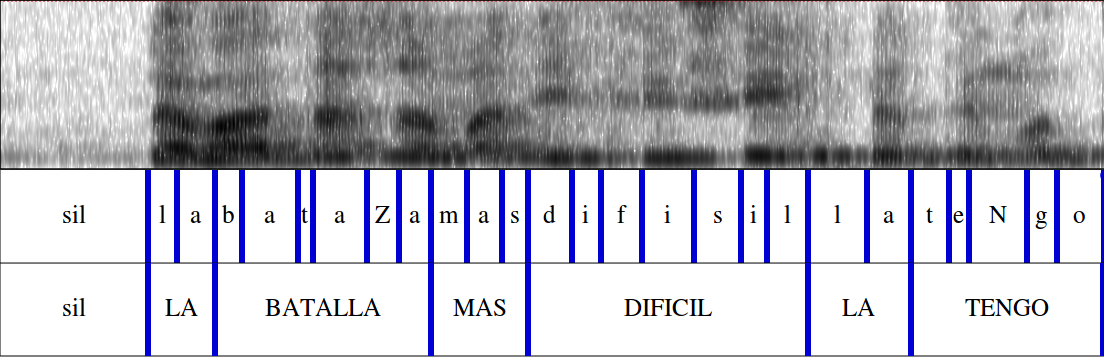 sil l a b a t a Z a m a s d i f i s i l l a t e N g o
sil LA BATALLA MAS DIFICIL LA TENGO